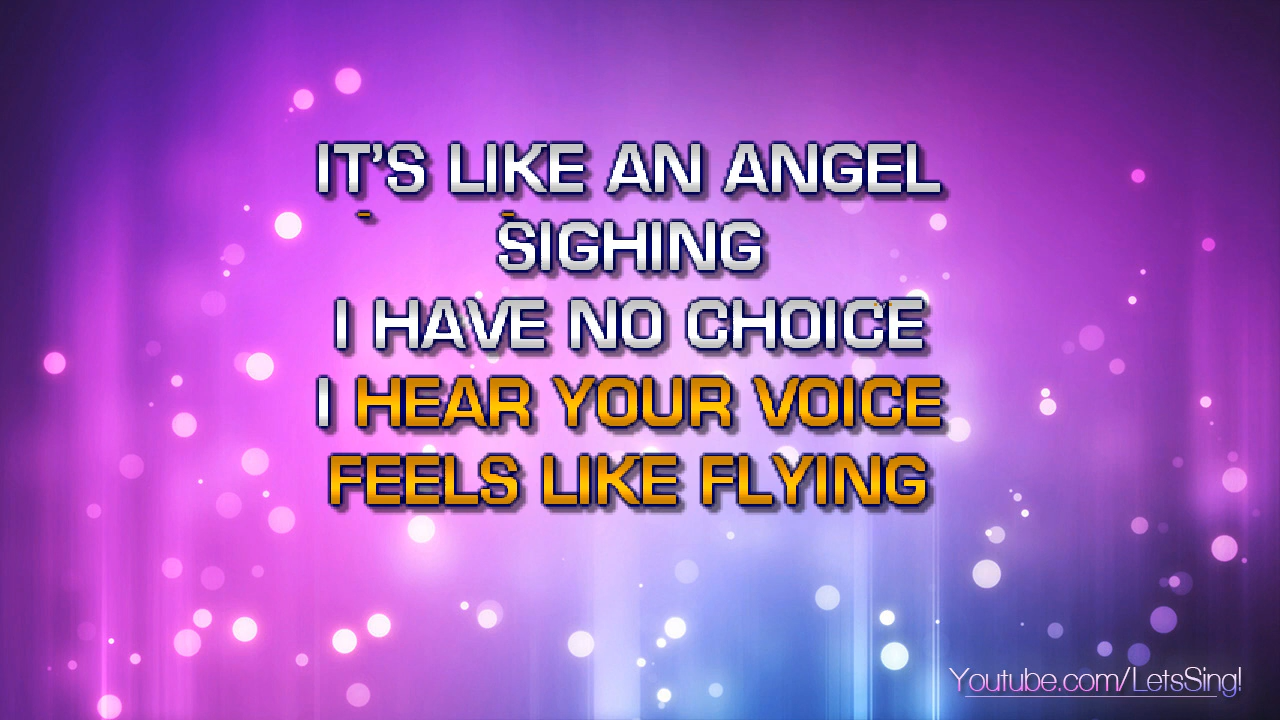 IT'S LIKE AN ANGEL
SIGHING
I HAVE NO CHOICE
I HEAR YOUR VOICE
FEELS LIKE FLYING
Youtube.com/LetsSing!